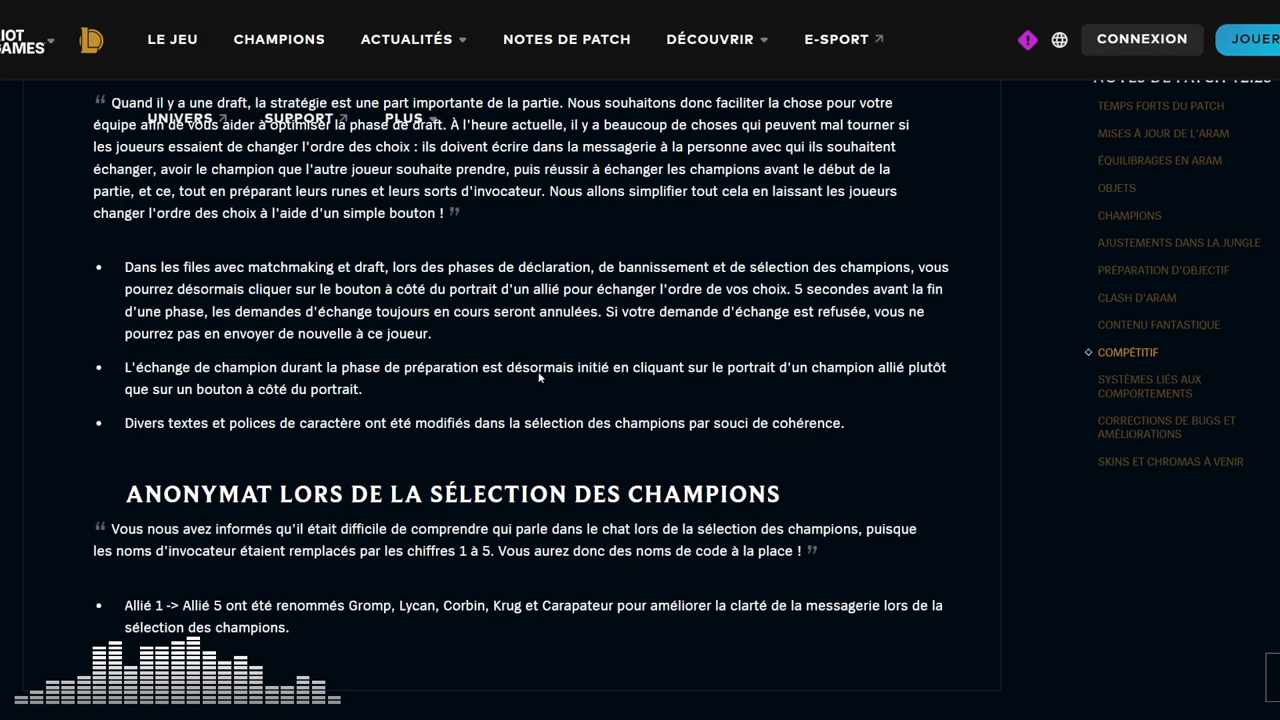 RIOT
GAMES
LE JEU
CHAMPIONS
ACTUALITÉS
NOTES DE PATCH
DÉCOUVRIR
E-SPORT
CONNEXION
JOUER
UNIVERS
SUPPORT
PLUS
“ Quand il y a une draft, la stratégie est une part importante de la partie. Nous souhaitons donc faciliter la chose pour votre
équipe afin de vous aider à optimiser la phase de draft. À l'heure actuelle, il y a beaucoup de choses qui peuvent mal tourner si
les joueurs essaient de changer l'ordre des choix : ils doivent écrire dans la messagerie à la personne avec qui ils souhaitent
échanger, avoir le champion que l'autre joueur souhaite prendre, puis réussir à échanger les champions avant le début de la
partie, et ce, tout en préparant leurs runes et leurs sorts d'invocateur. Nous allons simplifier tout cela en laissant les joueurs
changer l'ordre des choix à l'aide d'un simple bouton ! ”
• Dans les files avec matchmaking et draft, lors des phases de déclaration, de bannissement et de sélection des champions, vous
pourrez désormais cliquer sur le bouton à côté du portrait d'un allié pour échanger l'ordre de vos choix. 5 secondes avant la fin
d'une phase, les demandes d'échange toujours en cours seront annulées. Si votre demande d'échange est refusée, vous ne
pourrez pas en envoyer de nouvelle à ce joueur.
• L'échange de champion durant la phase de préparation est désormais initié en cliquant sur le portrait d'un champion allié plutôt
que sur un bouton à côté du portrait.
• Divers textes et polices de caractère ont été modifiés dans la sélection des champions par souci de cohérence.
ANONYMAT LORS DE LA SÉLECTION DES CHAMPIONS
“ Vous nous avez informés qu'il était difficile de comprendre qui parle dans le chat lors de la sélection des champions, puisque
les noms d'invocateur étaient remplacés par les chiffres 1 à 5. Vous aurez donc des noms de code à la place ! ”
• Allié 1 -> Allié 5 ont été renommés Gromp, Lycan, Corbin, Krug et Carapateur pour améliorer la clarté de la messagerie lors de la
sélection des champions.
NOTES DE PATCH 12.23
TEMPS FORTS DU PATCH
MISES À JOUR DE L'ARAM
ÉQUILIBRAGES EN ARAM
OBJETS
CHAMPIONS
AJUSTEMENTS DANS LA JUNGLE
PRÉPARATION D'OBJECTIF
CLASH D'ARAM
CONTENU FANTASTIQUE
COMPÉTITIF
SYSTÈMES LIÉS AUX
COMPORTEMENTS
CORRECTIONS DE BUGS ET
AMÉLIORATIONS
SKINS ET CHROMAS À VENIR